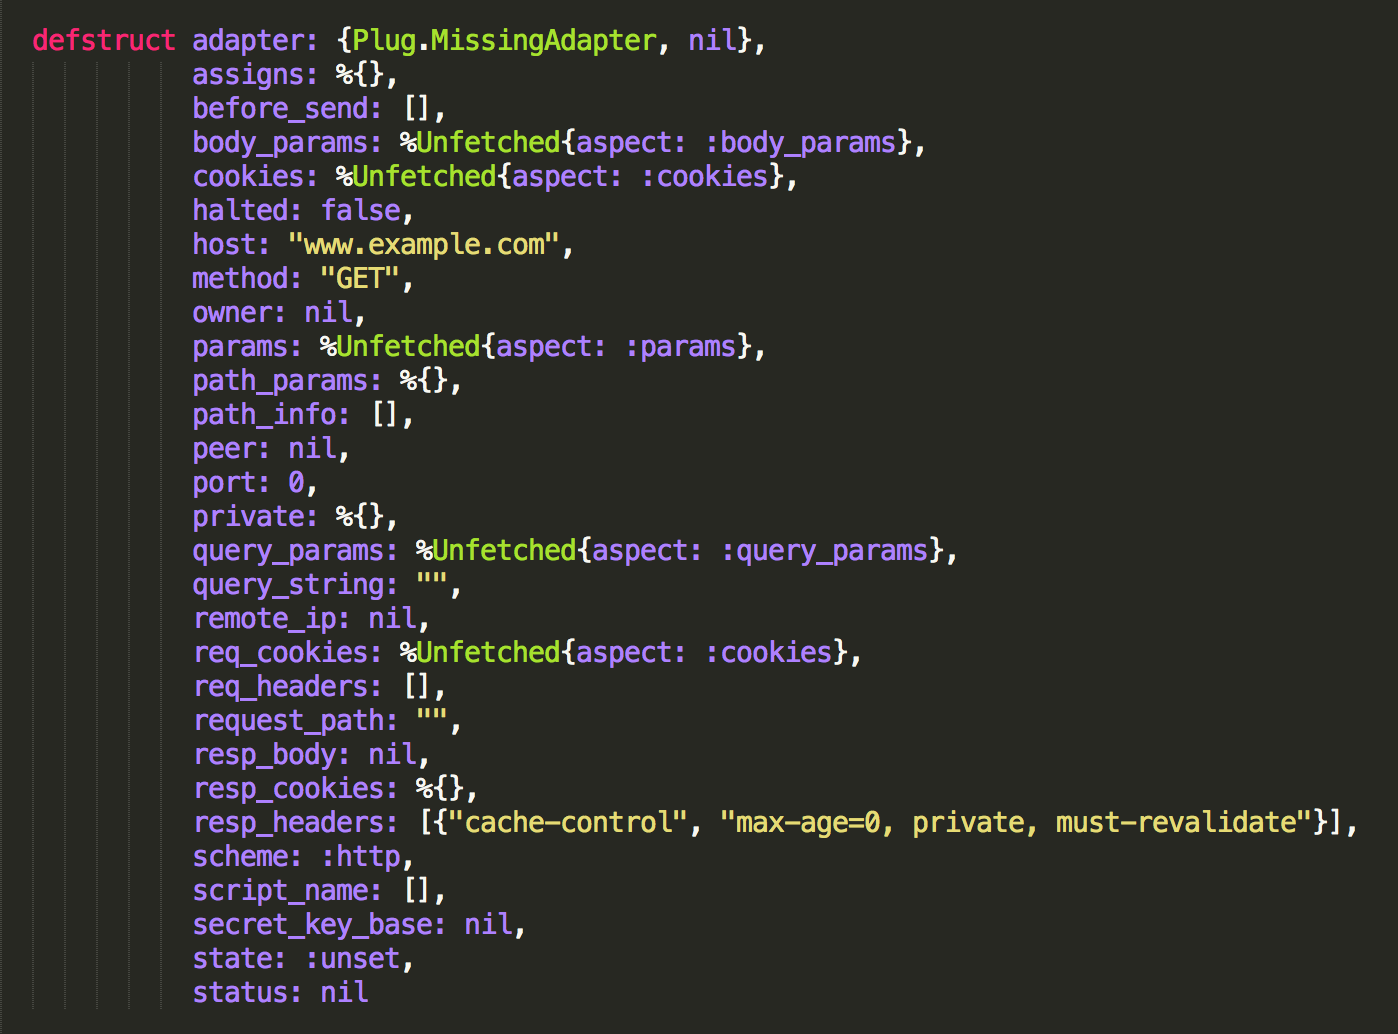 defstruct adapter: {Plug.MissingAdapter, nil},
assigns: %{},
before_send: [],
body_params: %Unfetched{aspect: :body_params},
cookies: %Unfetched{aspect: :cookies},
halted: false,
host: "www.example.com",
method: "GET",
owner: nil,
params: %Unfetched{aspect: :params},
path_params: %{},
path_info: [],
peer: nil,
port: 0,
private: %{},
query_params: %Unfetched{aspect: :query_params},
query_string: "",
remote_ip: nil,
req_cookies: %Unfetched{aspect: :cookies},
req_headers: [],
request_path: "",
resp_body: nil,
resp_cookies: %{},
resp_headers: [{"cache-control", "max-age=0, private, must-revalidate"}],
scheme: :http,
script_name: [],
secret_key_base: nil,
state: :unset,
status: nil